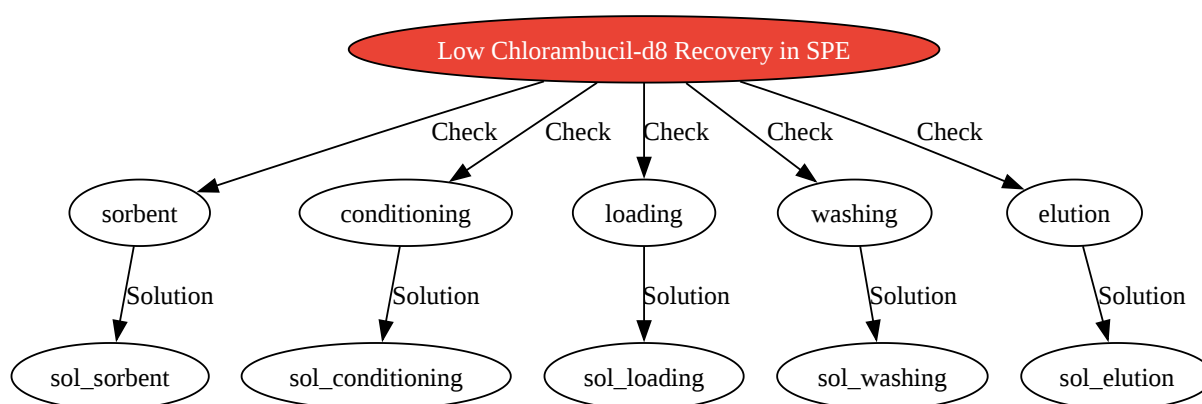 Low Chlorambucil-d8 Recovery in SPE
Check Check Check Check Check
sorbent conditioning loading washing elution
Solution Solution Solution Solution Solution
sol_sorbent sol_conditioning sol_loading sol_washing sol_elution